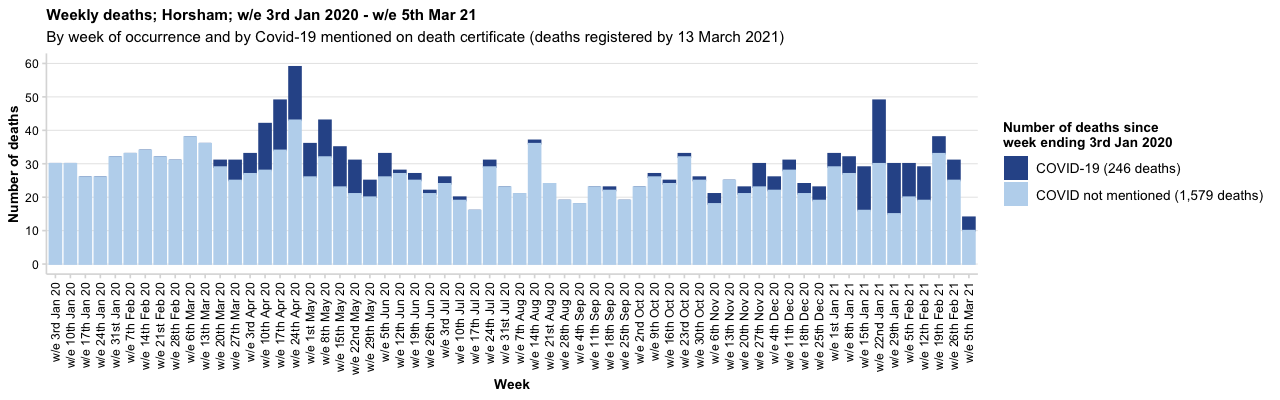 Weekly deaths; Horsham; w/e 3rd Jan 2020 - w/e 5th Mar 21
By week of occurrence and by Covid-19 mentioned on death certificate (deaths registered by 13 March 2021)
Number of deaths
60
50
40
30
20
10
0
w/e 3rd Jan 20
w/e 10th Jan 20
w/e 17th Jan 20
w/e 24th Jan 20
w/e 31st Jan 20
w/e 7th Feb 20
w/e 14th Feb 20
w/e 21st Feb 20
w/e 28th Feb 20
w/e 6th Mar 20
w/e 13th Mar 20
w/e 20th Mar 20
w/e 27th Mar 20
w/e 3rd Apr 20
w/e 10th Apr 20
w/e 17th Apr 20
w/e 24th Apr 20
w/e 1st May 20
w/e 8th May 20
w/e 15th May 20
w/e 22nd May 20
w/e 29th May 20
w/e 5th Jun 20
w/e 12th Jun 20
w/e 19th Jun 20
w/e 26th Jun 20
w/e 3rd Jul 20
w/e 10th Jul 20
w/e 17th Jul 20
w/e 24th Jul 20
w/e 31st Jul 20
w/e 7th Aug 20
w/e 14th Aug 20
w/e 21st Aug 20
w/e 28th Aug 20
w/e 4th Sep 20
w/e 11th Sep 20
w/e 18th Sep 20
w/e 25th Sep 20
w/e 2nd Oct 20
w/e 9th Oct 20
w/e 16th Oct 20
w/e 23rd Oct 20
w/e 30th Oct 20
w/e 6th Nov 20
w/e 13th Nov 20
w/e 20th Nov 20
w/e 27th Nov 20
w/e 4th Dec 20
w/e 11th Dec 20
w/e 18th Dec 20
w/e 25th Dec 20
w/e 1st Jan 21
w/e 8th Jan 21
w/e 15th Jan 21
w/e 22nd Jan 21
w/e 29th Jan 21
w/e 5th Feb 21
w/e 12th Feb 21
w/e 19th Feb 21
w/e 26th Feb 21
w/e 5th Mar 21
Week
Number of deaths since
week ending 3rd Jan 2020
COVID-19 (246 deaths)
COVID not mentioned (1,579 deaths)